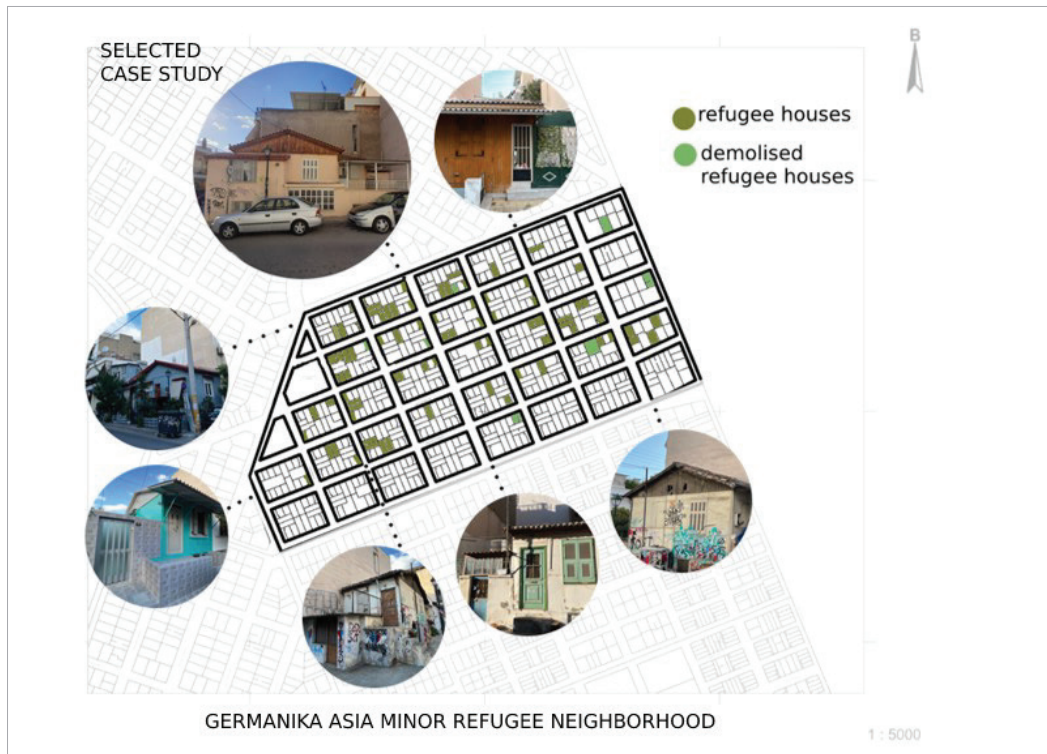 SELECTED
CASE STUDY
B
refugee houses
demolised
refugee houses
GERMANIKA ASIA MINOR REFUGEE NEIGHBORHOOD
1 : 5000